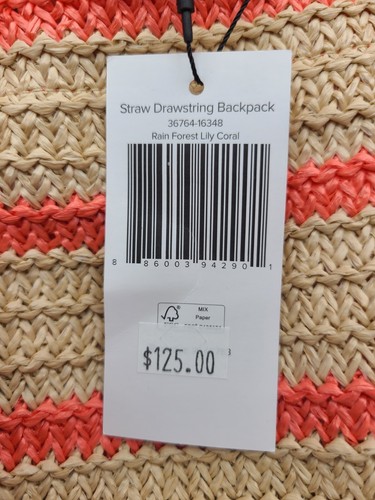 Straw Drawstring Backpack
36764-16348
Rain Forest Lily Coral
8 86003 94290 1
MIX
Paper
$125.00